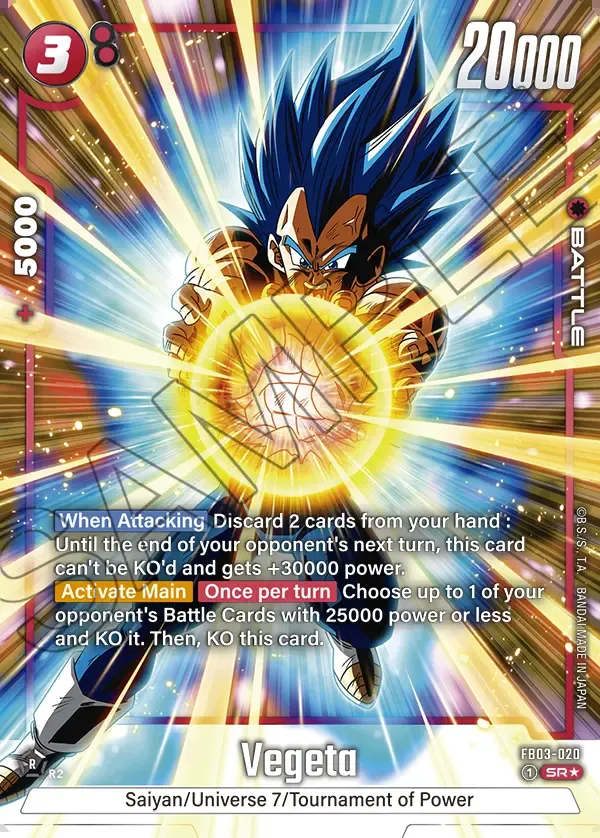 3
20000
+ 5000
BATTLE
SAMPLE
When Attacking Discard 2 cards from your hand :
Until the end of your opponent's next turn, this card
can't be KO'd and gets +30000 power.
Activate Main Once per turn Choose up to 1 of your
opponent's Battle Cards with 25000 power or less
and KO it. Then, KO this card.
©B.S./S., T.A. BANDAI MADE IN JAPAN
R
R2
Vegeta
FB03-020
1 SR★
Saiyan/Universe 7/Tournament of Power